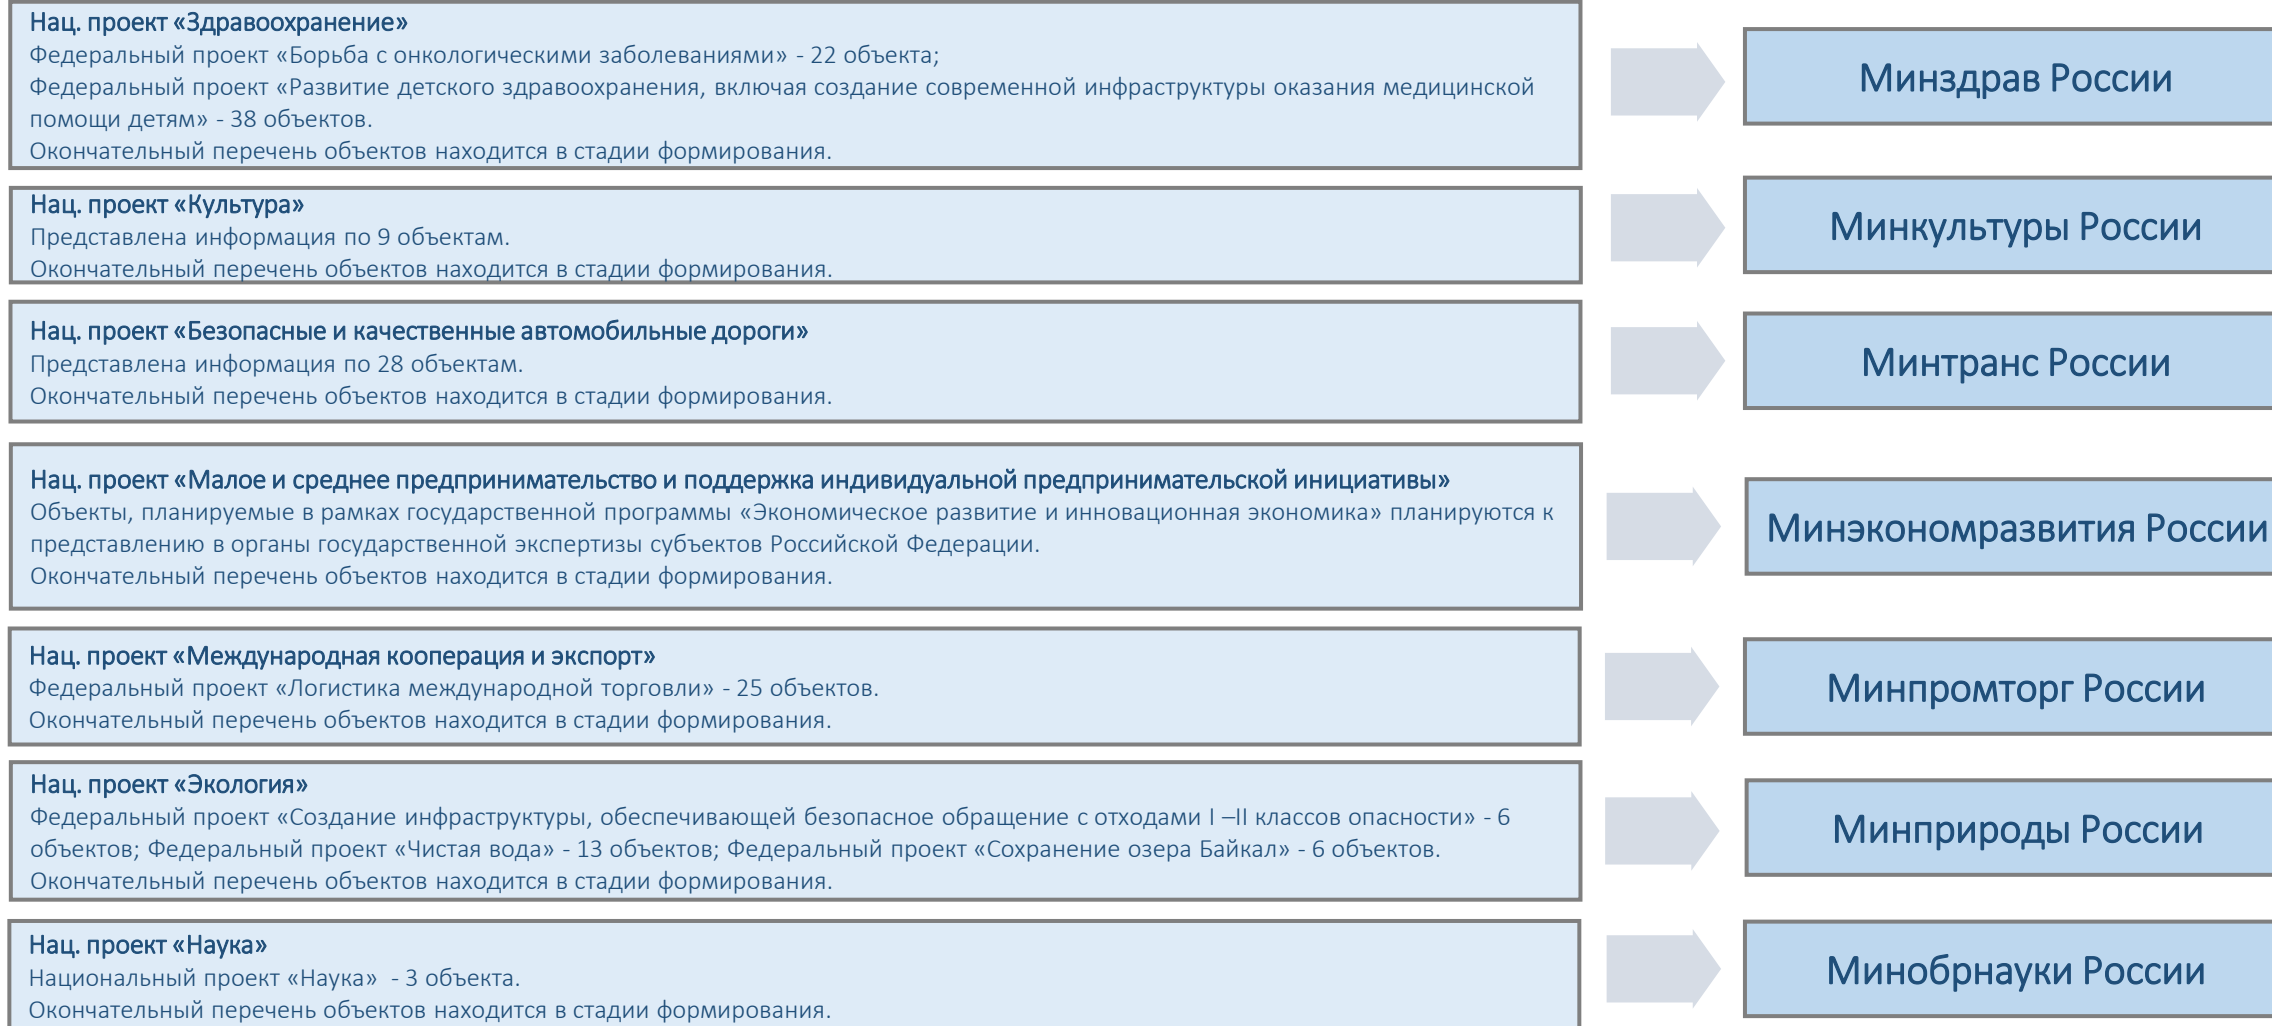 Нац. проект «Здравоохранение»
Федеральный проект «Борьба с онкологическими заболеваниями» - 22 объекта;
Федеральный проект «Развитие детского здравоохранения, включая создание современной инфраструктуры оказания медицинской
помощи детям» - 38 объектов.
Окончательный перечень объектов находится в стадии формирования.
Минздрав России
Нац. проект «Культура»
Представлена информация по 9 объектам.
Окончательный перечень объектов находится в стадии формирования.
Минкультуры России
Нац. проект «Безопасные и качественные автомобильные дороги»
Представлена информация по 28 объектам.
Окончательный перечень объектов находится в стадии формирования.
Минтранс России
Нац. проект «Малое и среднее предпринимательство и поддержка индивидуальной предпринимательской инициативы»
Объекты, планируемые в рамках государственной программы «Экономическое развитие и инновационная экономика» планируются к
представлению в органы государственной экспертизы субъектов Российской Федерации.
Окончательный перечень объектов находится в стадии формирования.
Минэкономразвития России
Нац. проект «Международная кооперация и экспорт»
Федеральный проект «Логистика международной торговли» - 25 объектов.
Окончательный перечень объектов находится в стадии формирования.
Минпромторг России
Нац. проект «Экология»
Федеральный проект «Создание инфраструктуры, обеспечивающей безопасное обращение с отходами I –II классов опасности» - 6
объектов; Федеральный проект «Чистая вода» - 13 объектов; Федеральный проект «Сохранение озера Байкал» - 6 объектов.
Окончательный перечень объектов находится в стадии формирования.
Минприроды России
Нац. проект «Наука»
Национальный проект «Наука»  - 3 объекта.
Окончательный перечень объектов находится в стадии формирования.
Минобрнауки России